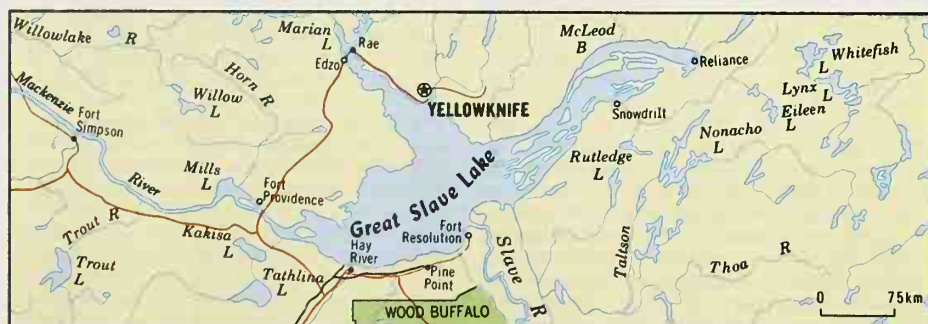 Willowlake R
Marian
L
Rae
Edzo
McLeod
B
Reliance
Whitefish
L
Lynx
L
Eileen
L
Horn R
Willow
L
YELLOWKNIFE
Snowdrift
Nonacho
L
Mackenzie
River
Fort
Simpson
Mills
L
Fort
Providence
Rutledge
L
Great Slave Lake
Fort
Resolution
Slave
R
Taltson
Thoa R
Trout R
Trout
L
Kakisa
L
Tathlina
L
Hay
River
Pine
Point
WOOD BUFFALO
0 75km